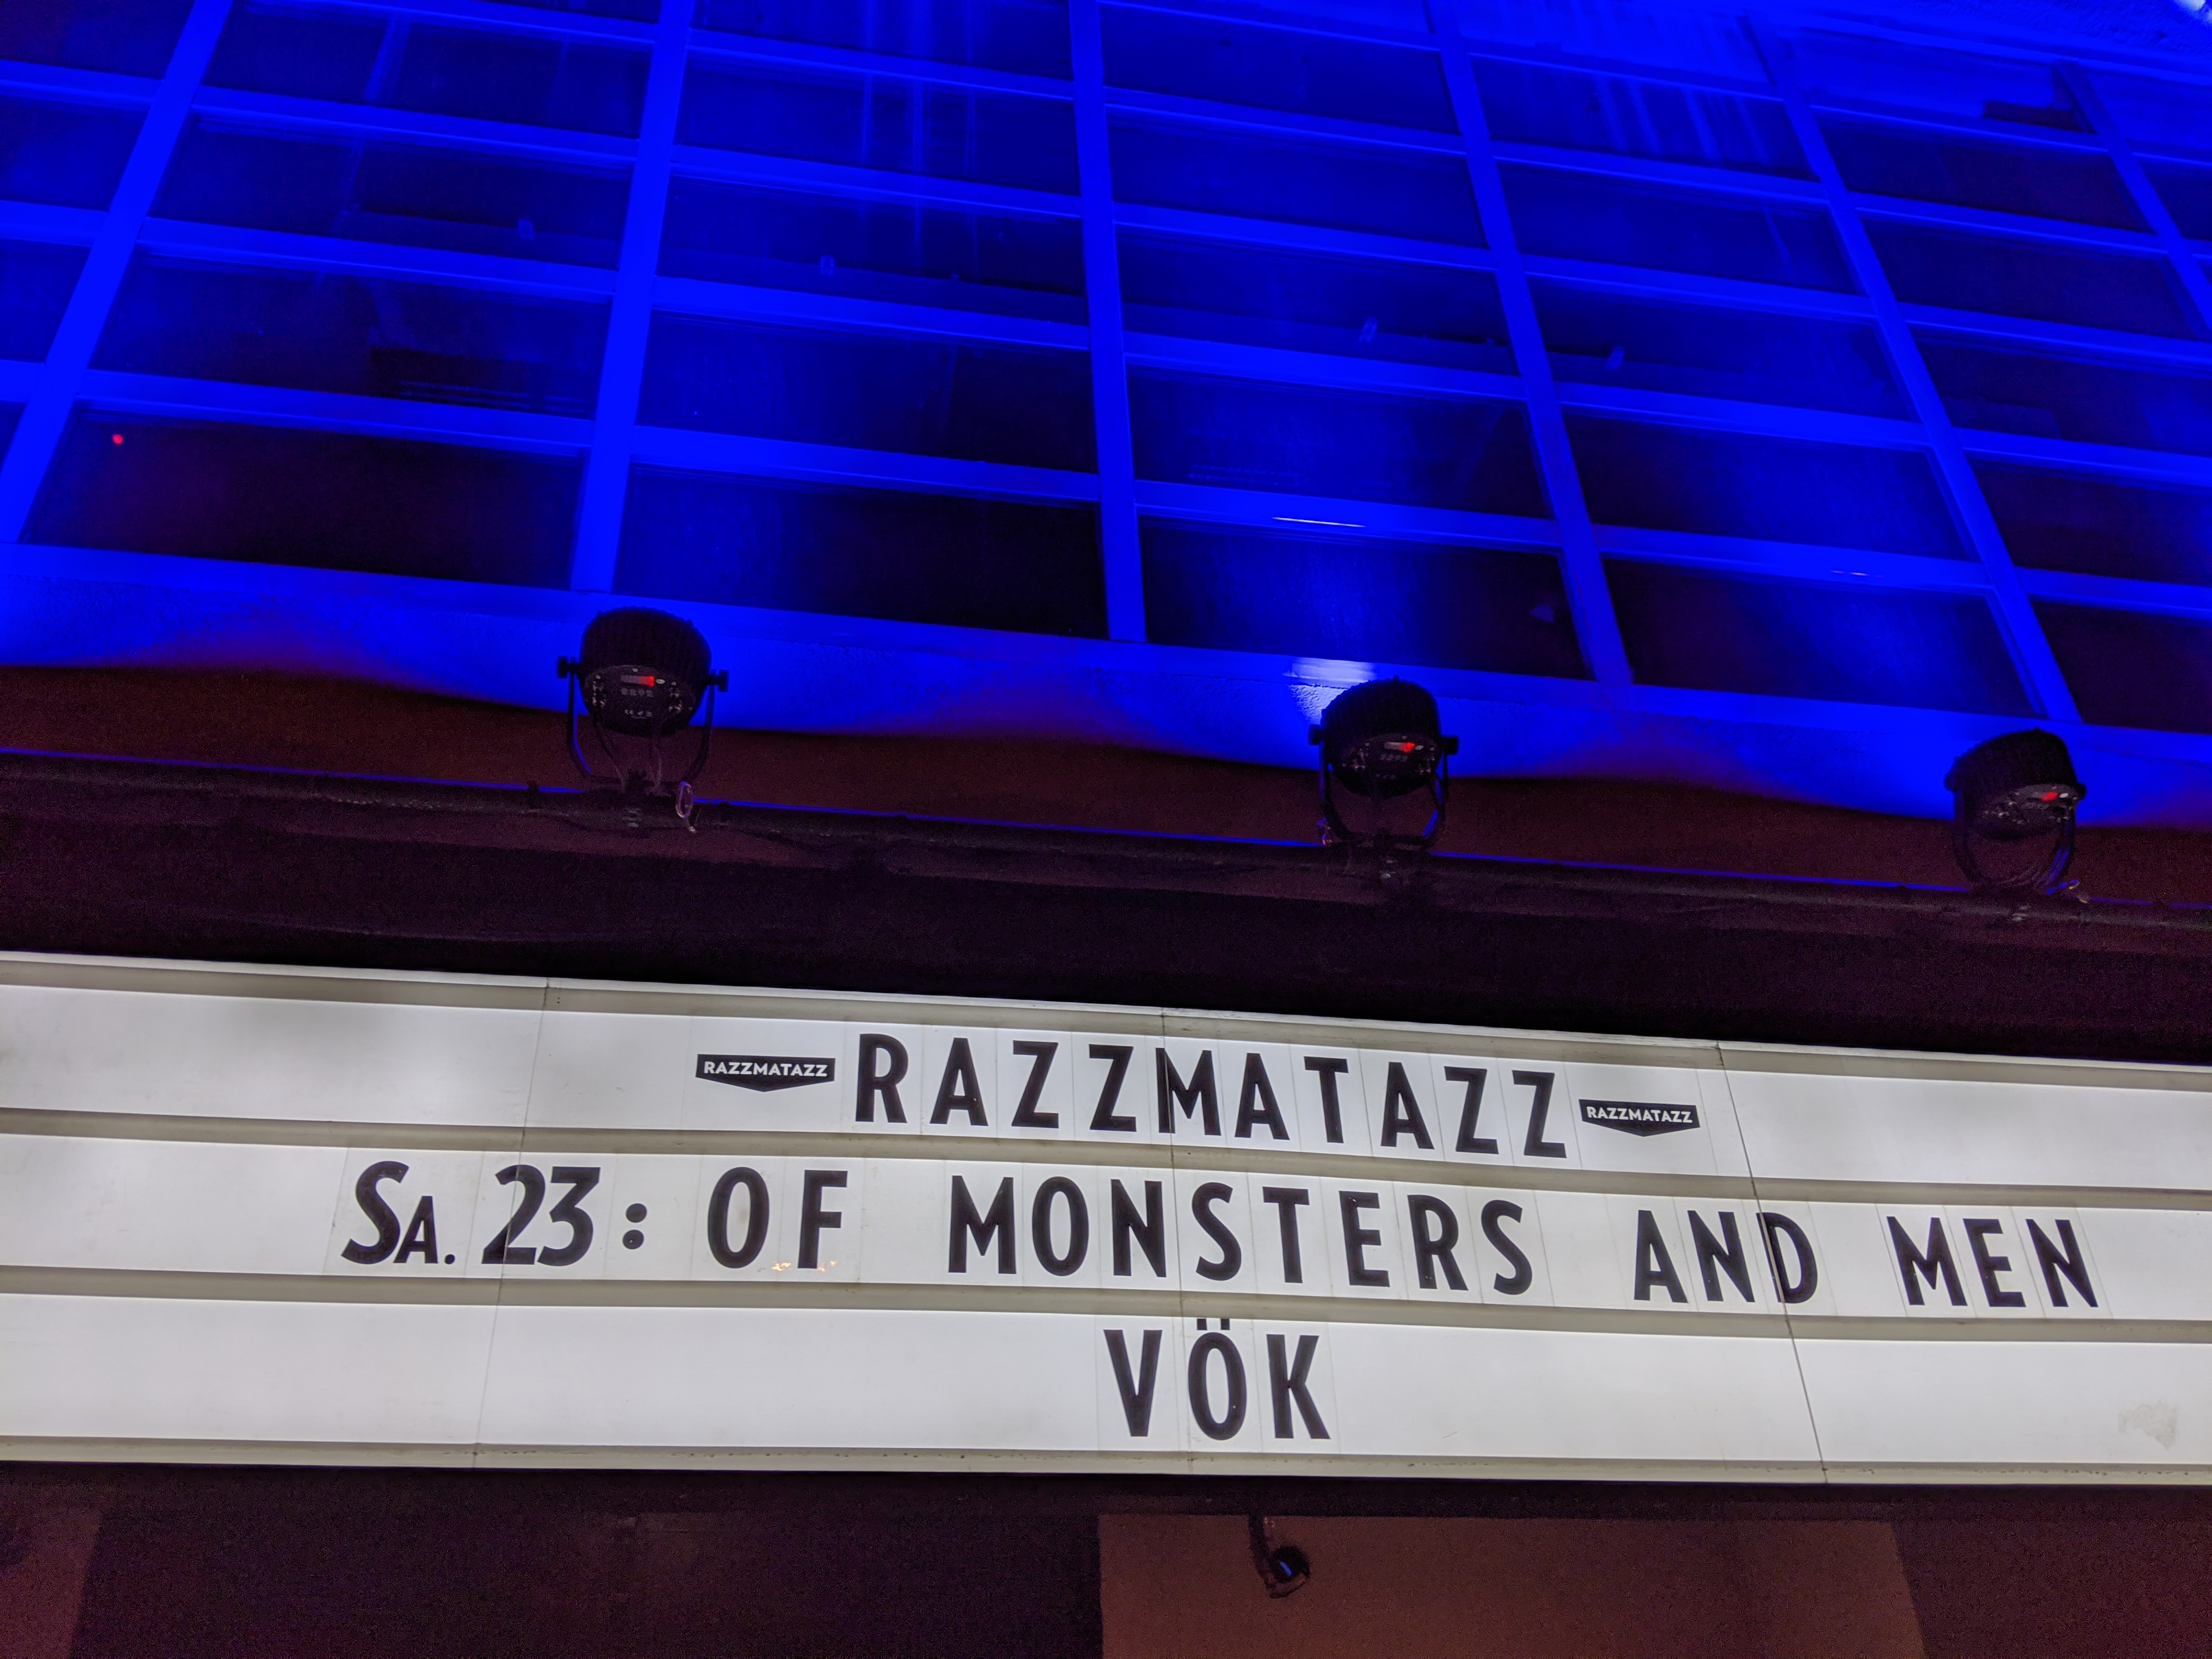 RAZZMATAZZ RAZZMATAZZ RAZZMATAZZ
SA. 23: OF MONSTERS AND MEN
VÖK